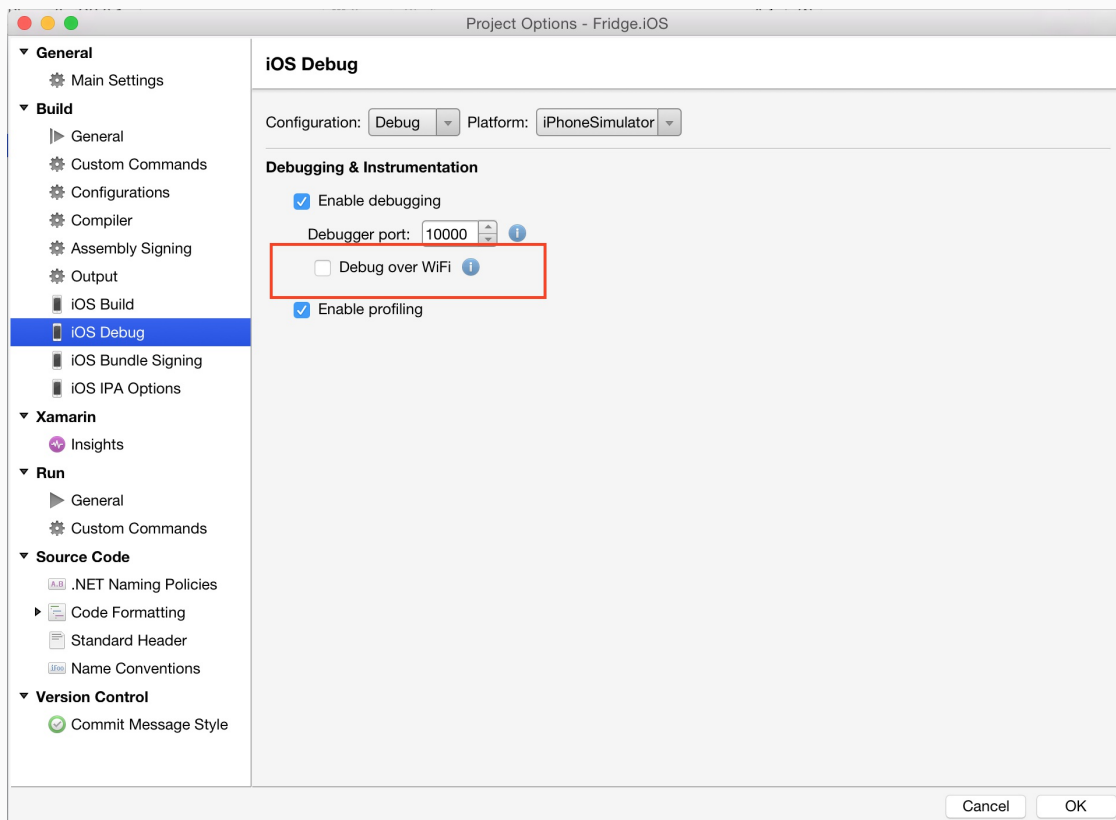 Project Options - Fridge.iOS
General
Main Settings
Build
General
Custom Commands
Configurations
Compiler
Assembly Signing
Output
iOS Build
iOS Debug
iOS Bundle Signing
iOS IPA Options
Xamarin
Insights
Run
General
Custom Commands
Source Code
.NET Naming Policies
Code Formatting
Standard Header
Name Conventions
Version Control
Commit Message Style
iOS Debug
Configuration: Debug Platform: iPhoneSimulator
Debugging & Instrumentation
Enable debugging
Debugger port: 10000
Debug over WiFi
Enable profiling
Cancel OK